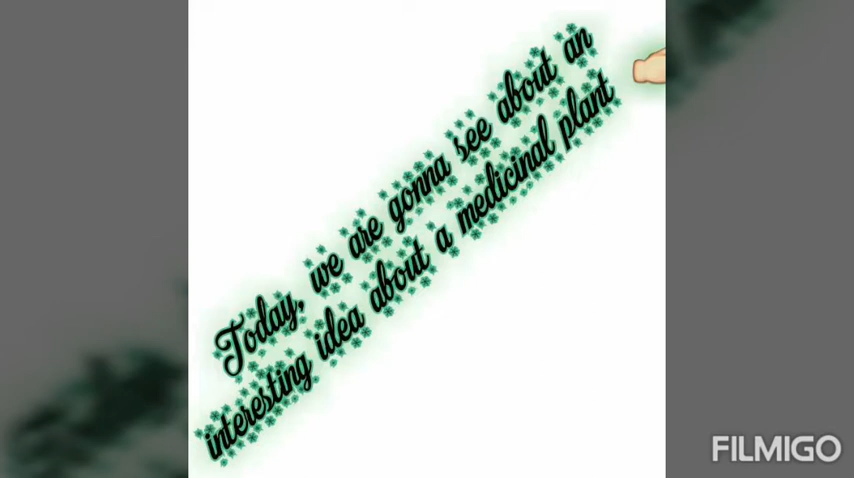 Today, we are gonna see about an
interesting idea about a medicinal plant
FILMIGO